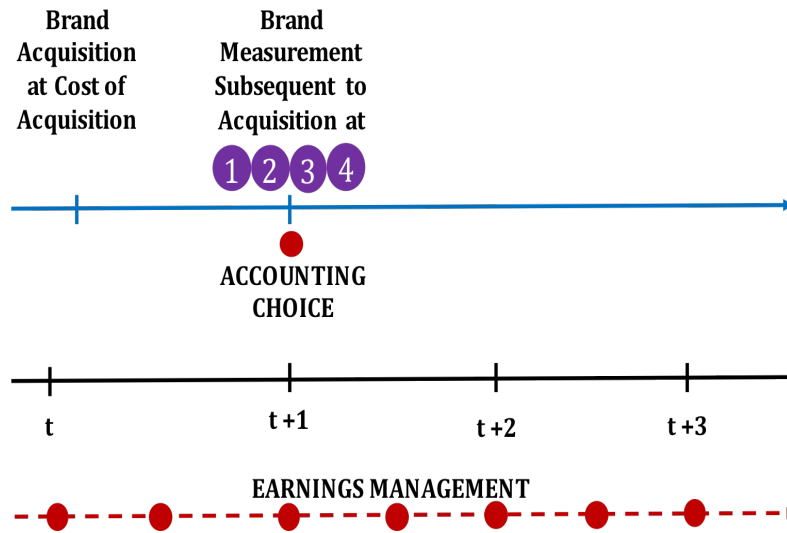 Brand
Acquisition
at Cost of
Acquisition
Brand
Measurement
Subsequent to
Acquisition at
1 2 3 4
ACCOUNTING
CHOICE
t
t +1
t +2
t +3
EARNINGS MANAGEMENT